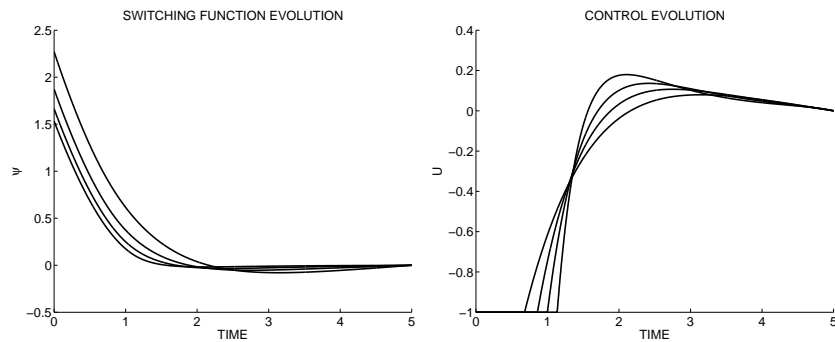 SWITCHING FUNCTION EVOLUTION
2.5
2
1.5
1
0.5
0
−0.5
ψ
0 1 2 3 4 5
TIME
CONTROL EVOLUTION
0.4
0.2
0
−0.2
−0.4
−0.6
−0.8
−1
U
0 1 2 3 4 5
TIME